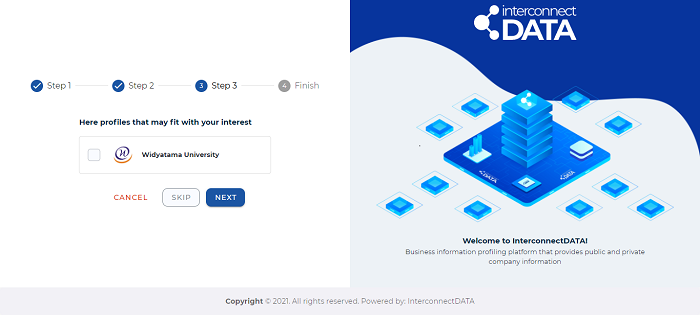 interconnect
DATA
Step 1
Step 2
3 Step 3
4 Finish
Here profiles that may fit with your interest
Widyatama University
CANCEL
SKIP
NEXT
DATA
DATA
Welcome to InterconnectDATA!
Business information profiling platform that provides public and private
company information
Copyright © 2021. All rights reserved. Powered by: InterconnectDATA